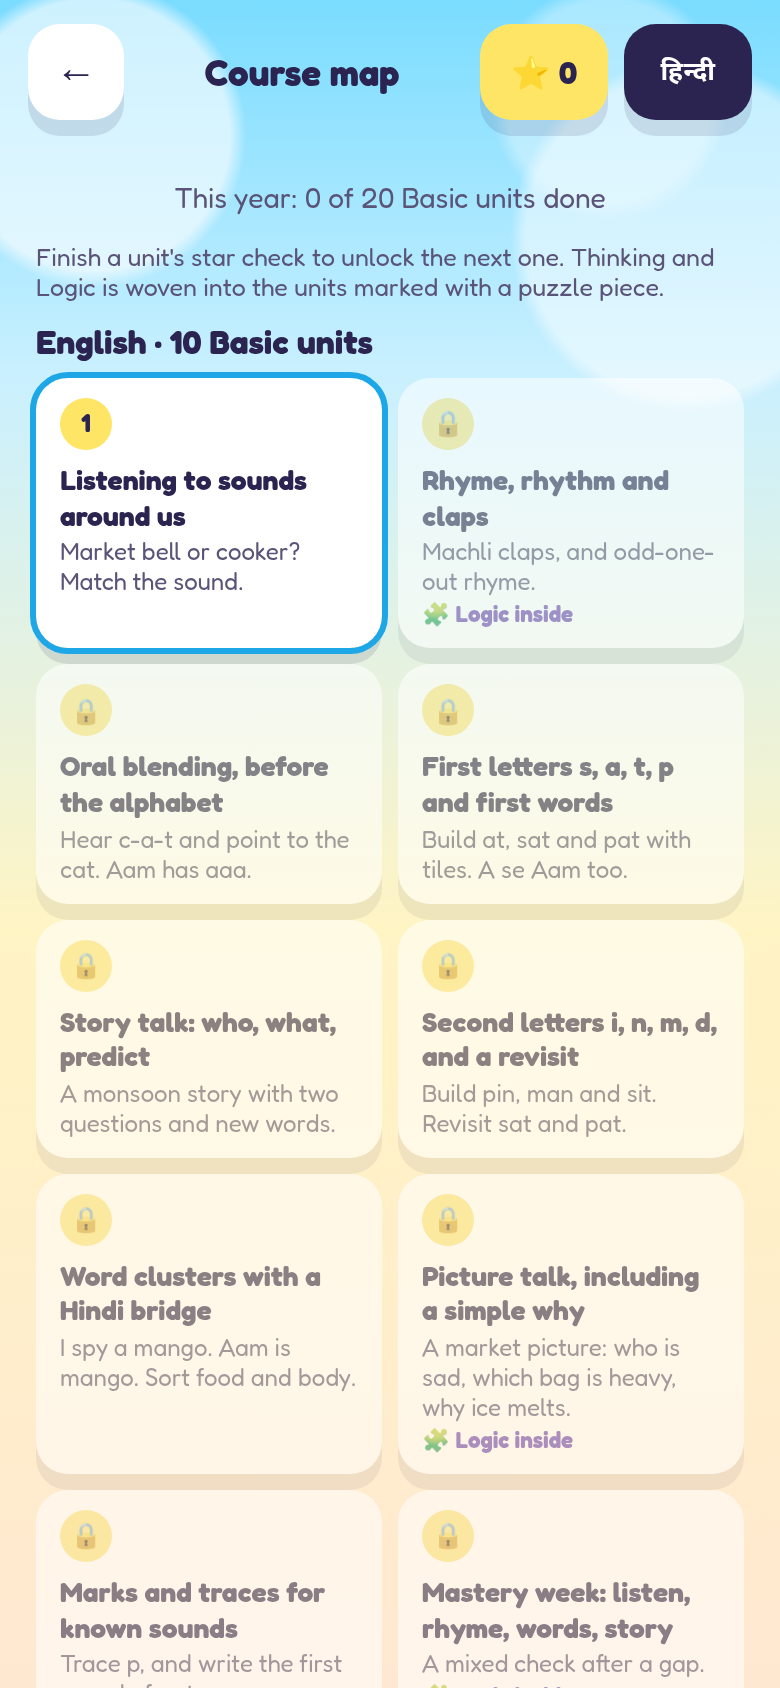 ← Course map ⭐ 0 हिन्दी
This year: 0 of 20 Basic units done
Finish a unit's star check to unlock the next one. Thinking and
Logic is woven into the units marked with a puzzle piece.
English · 10 Basic units
1
Listening to sounds
around us
Market bell or cooker?
Match the sound.
Rhyme, rhythm and
claps
Machli claps, and odd-one-
out rhyme.
🧩 Logic inside
Oral blending, before
the alphabet
Hear c-a-t and point to the
cat. Aam has aaa.
First letters s, a, t, p
and first words
Build at, sat and pat with
tiles. A se Aam too.
Story talk: who, what,
predict
A monsoon story with two
questions and new words.
Second letters i, n, m, d,
and a revisit
Build pin, man and sit.
Revisit sat and pat.
Word clusters with a
Hindi bridge
I spy a mango. Aam is
mango. Sort food and body.
Picture talk, including
a simple why
A market picture: who is
sad, which bag is heavy,
why ice melts.
🧩 Logic inside
Marks and traces for
known sounds
Trace p, and write the first
Mastery week: listen,
rhyme, words, story
A mixed check after a gap.